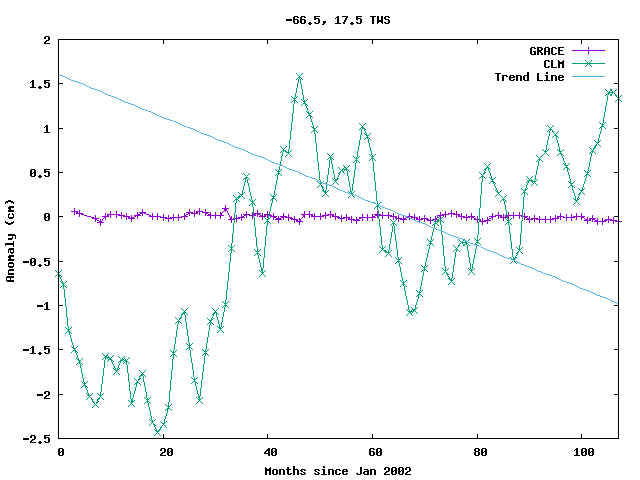 -66.5, 17.5 TWS
GRACE
CLM
Trend Line
2
1.5
1
0.5
0
-0.5
-1
-1.5
-2
-2.5
Anomaly (cm)
0 20 40 60 80 100
Months since Jan 2002